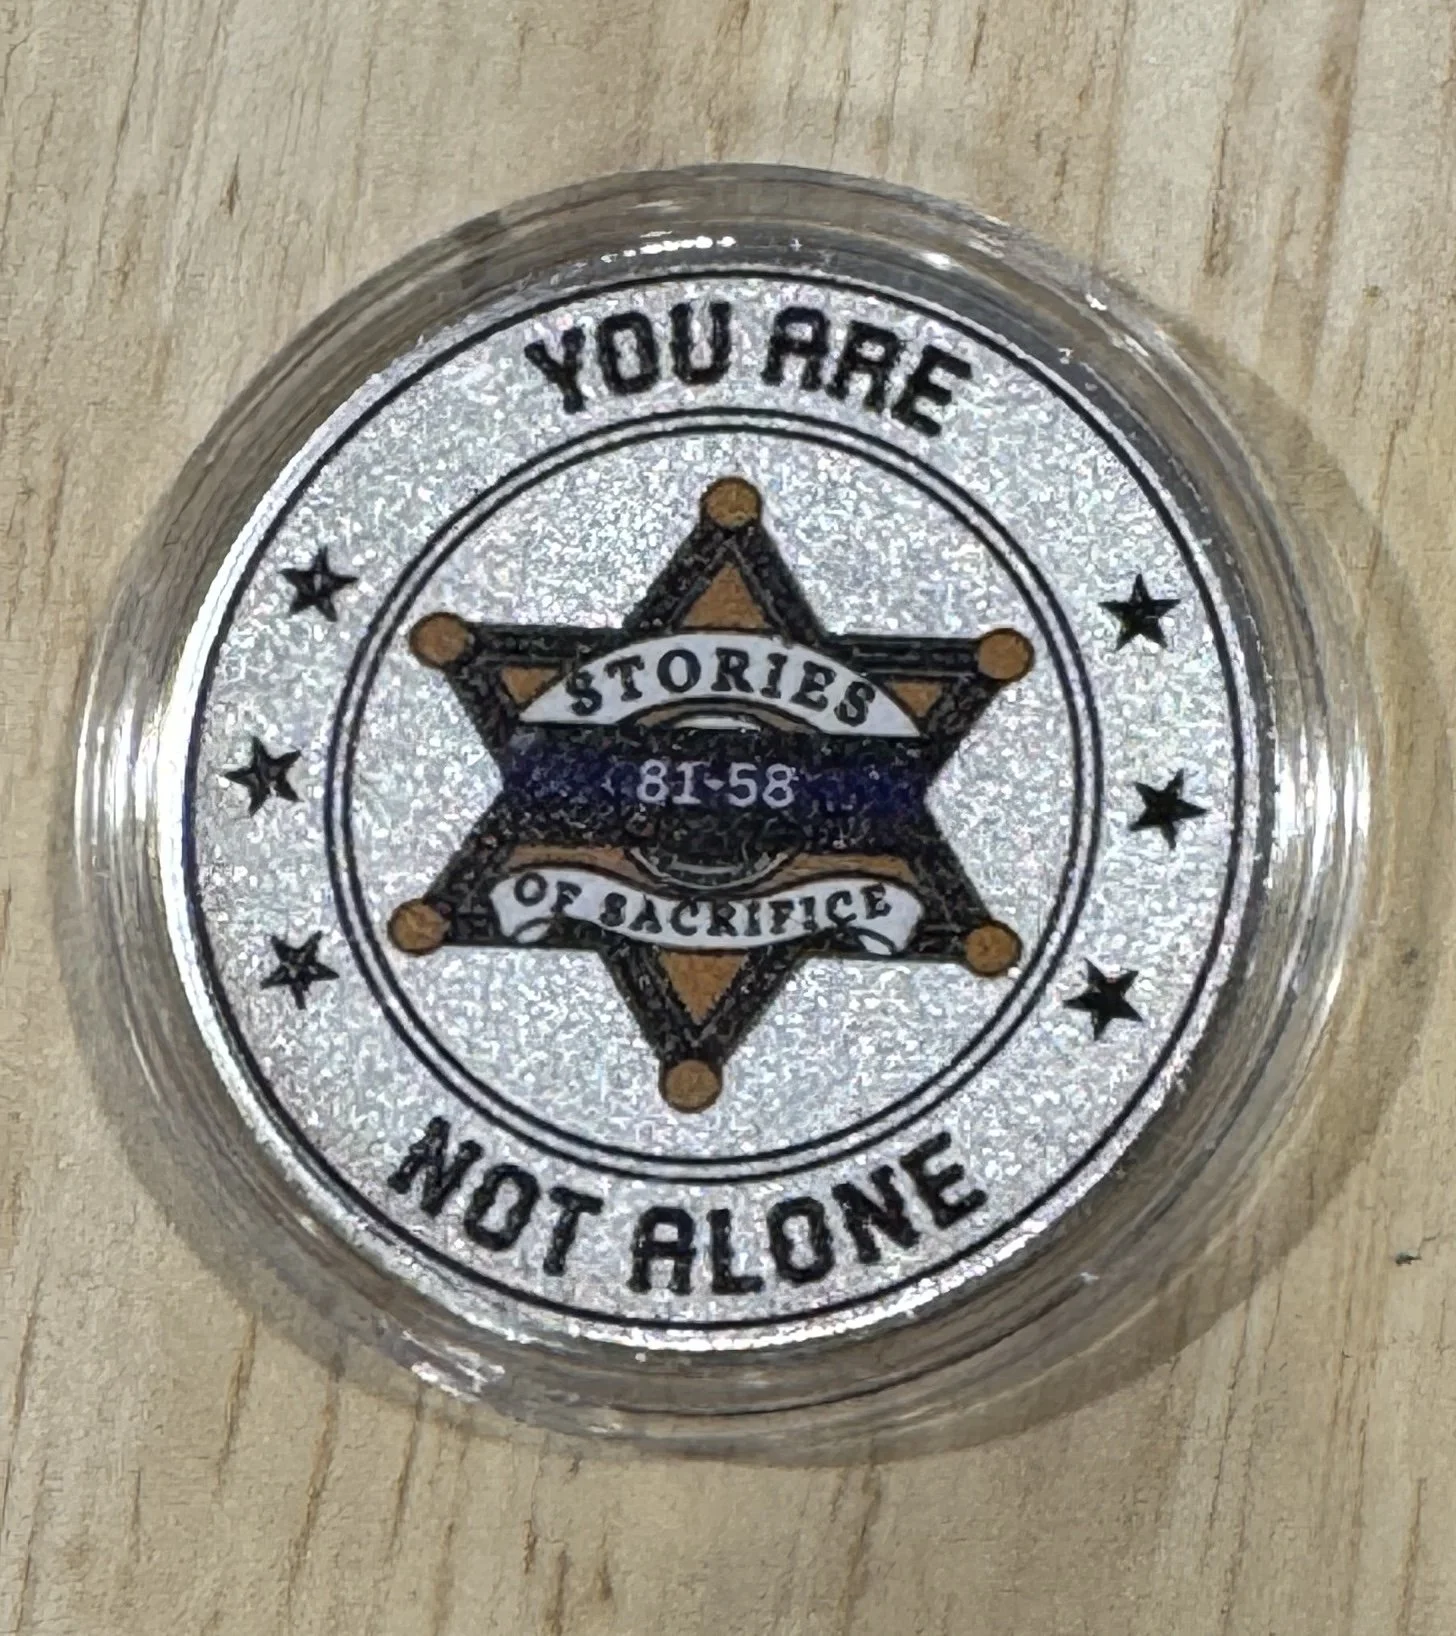 YOU ARE
STORIES
81-58
OF SACRIFICE
NOT ALONE